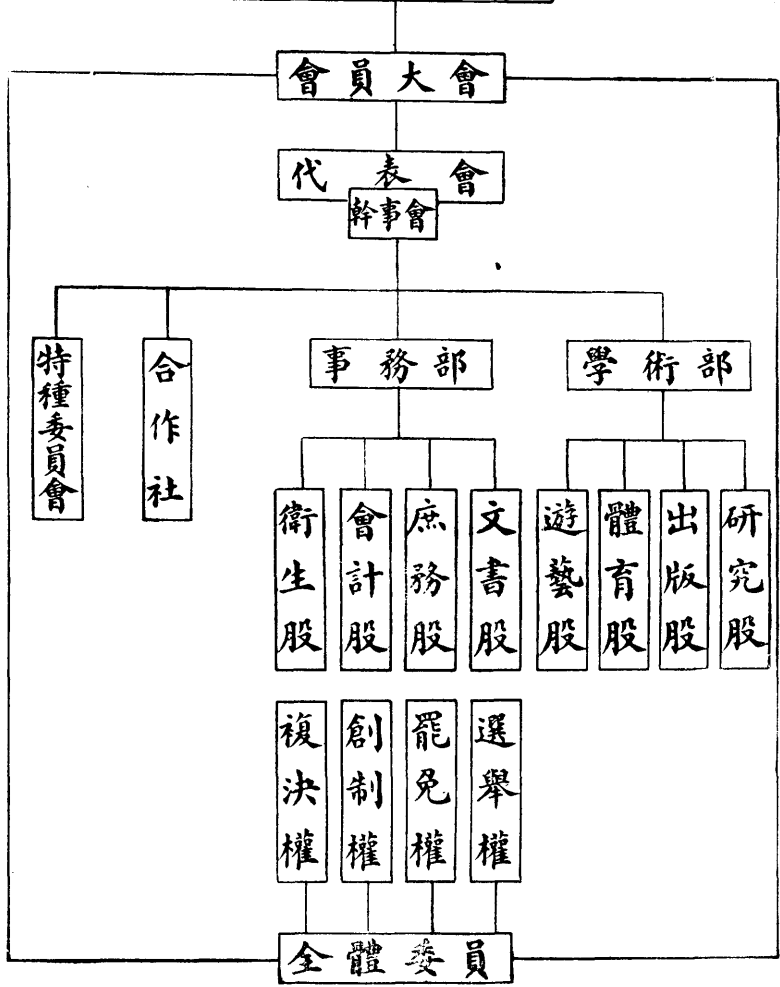 會員大會
代表會
幹事會
特種委員會
合作社
事務部
學術部
衛生股
會計股
庶務股
文書股
遊藝股
體育股
出版股
研究股
複決權
創制權
罷免權
選舉權
全體委員